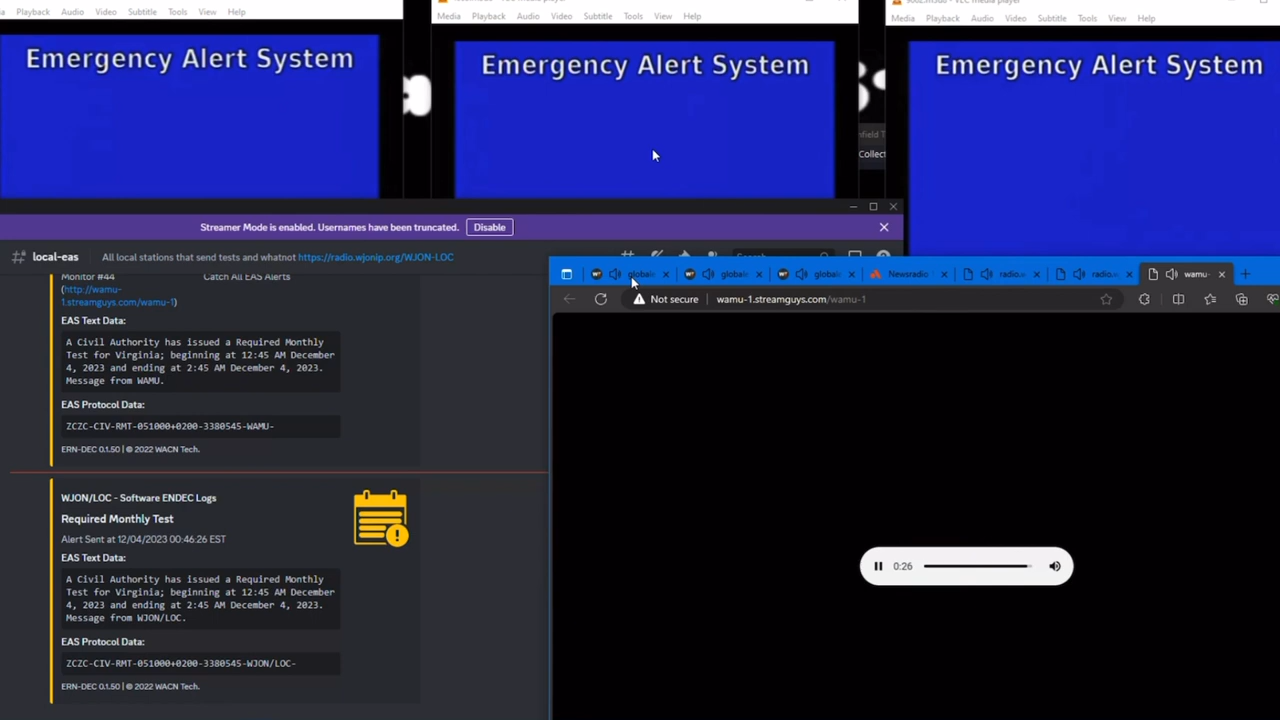 Playback Audio Video Subtitle Tools View Help
Media Playback Audio Video Subtitle Tools View Help
Media Playback Audio Video Subtitle Tools View Help
Emergency Alert System
Emergency Alert System
Emergency Alert System
Collect
Streamer Mode is enabled. Usernames have been truncated. Disable
# local-eas All local stations that send tests and whatnot https://radio.wjonip.org/WJON-LOC
Search
Monitor #44 Catch All EAS Alerts
(http://wamu-
1.streamguys.com/wamu-1)
EAS Text Data:
A Civil Authority has issued a Required Monthly
Test for Virginia; beginning at 12:45 AM December
4, 2023 and ending at 2:45 AM December 4, 2023.
Message from WAMU.
EAS Protocol Data:
ZCZC-CIV-RMT-051000+0200-3380545-WAMU-
ERN-DEC 0.1.50 | © 2022 WACN Tech.
WJON/LOC - Software ENDEC Logs
Required Monthly Test
Alert Sent at 12/04/2023 00:46:26 EST
EAS Text Data:
A Civil Authority has issued a Required Monthly
Test for Virginia; beginning at 12:45 AM December
4, 2023 and ending at 2:45 AM December 4, 2023.
Message from WJON/LOC.
EAS Protocol Data:
ZCZC-CIV-RMT-051000+0200-3380545-WJON/LOC-
ERN-DEC 0.1.50 | © 2022 WACN Tech.
globale globale globale Newsradio radio.w radio.w wamu-
Not secure wamu-1.streamguys.com/wamu-1
0:26